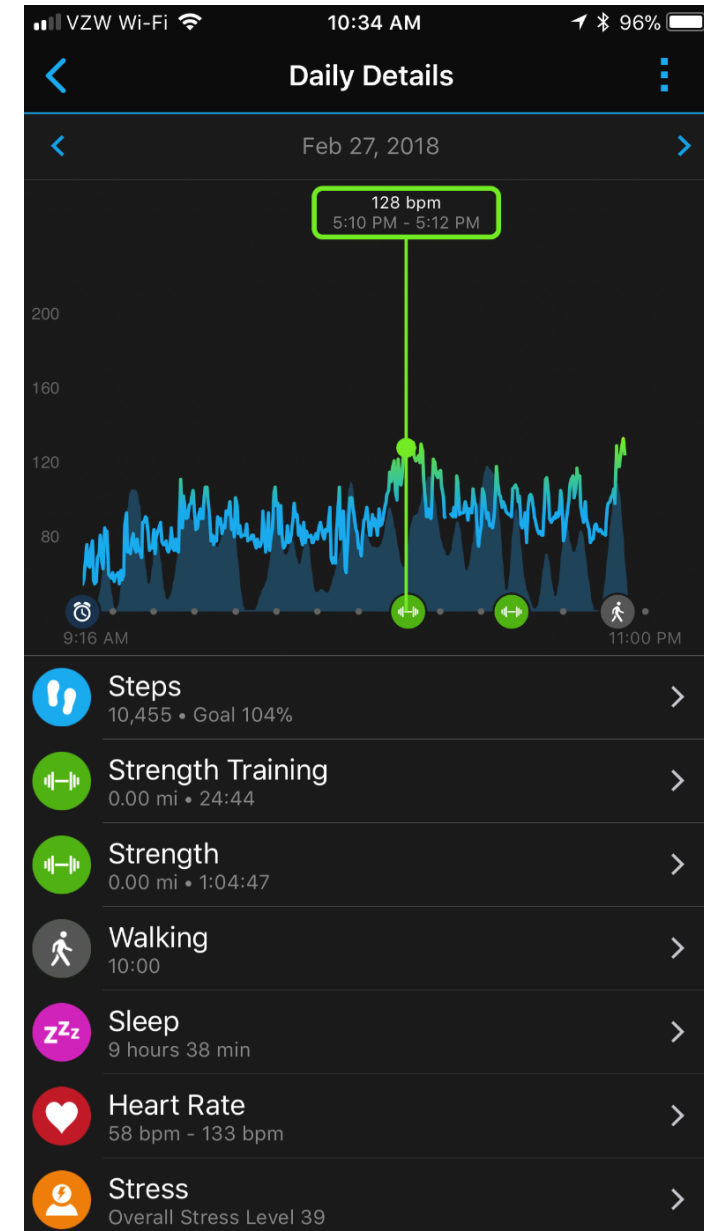 VZW Wi-Fi 10:34 AM 96%
Daily Details
Feb 27, 2018
128 bpm
5:10 PM - 5:12 PM
200
160
120
80
9:16 AM 11:00 PM
Steps
10,455 • Goal 104%
Strength Training
0.00 mi • 24:44
Strength
0.00 mi • 1:04:47
Walking
10:00
zzz Sleep
9 hours 38 min
Heart Rate
58 bpm - 133 bpm
Stress
Overall Stress Level 39